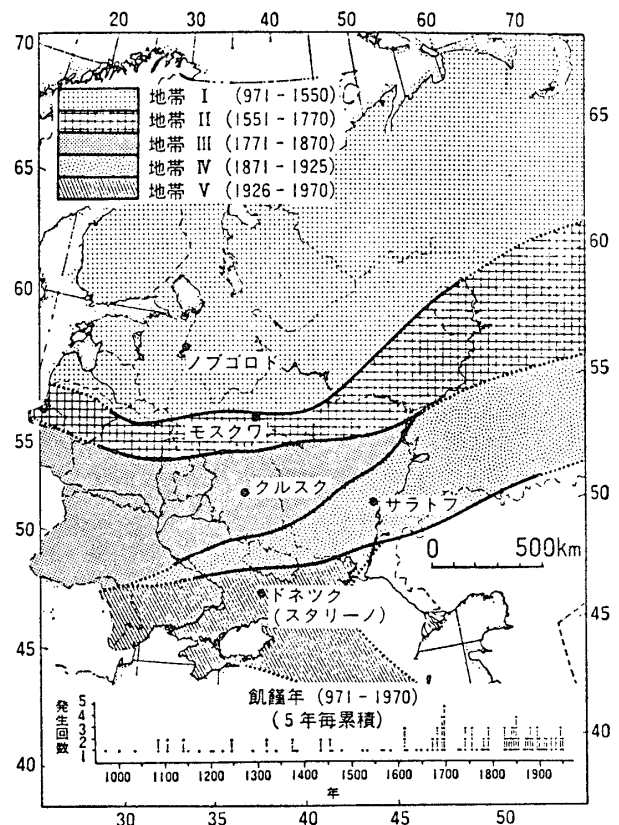 20 30 40 50 60 70
70
65
60
55
50
45
40
地帯 I (971-1550)
地帯 II (1551-1770)
地帯 III (1771-1870)
地帯 IV (1871-1925)
地帯 V (1926-1970)
65
60
55
50
45
40
ノブゴロト
モスクワ
クルスク
サラトフ
0 500km
ドネツク
(スタリーノ)
飢饉年 (971-1970)
(5年毎累積)
発生回数
5
4
3
2
1
1000 1100 1200 1300 1400 1500 1600 1700 1800 1900
年
30 35 40 45 50